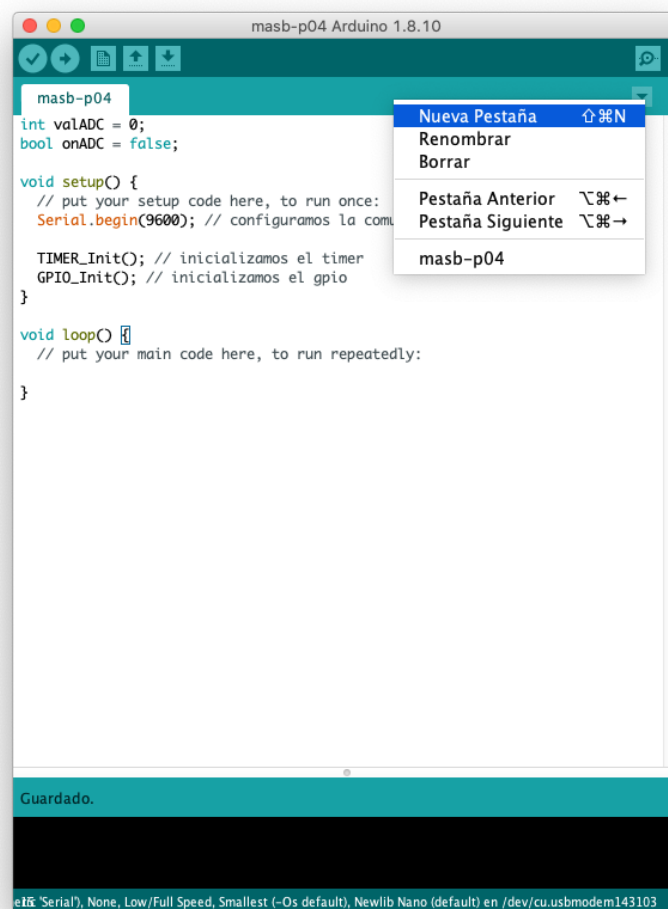 masb-p04 Arduino 1.8.10
masb-p04
int valADC = 0;
bool onADC = false;
void setup() {
// put your setup code here, to run once:
Serial.begin(9600); // configuramos la comu
TIMER_Init(); // inicializamos el timer
GPIO_Init(); // inicializamos el gpio
}
void loop() {
// put your main code here, to run repeatedly:
}
Nueva Pestaña ⇧⌘N
Renombrar
Borrar
Pestaña Anterior ⌥⌘←
Pestaña Siguiente ⌥⌘→
masb-p04
Guardado.
'Serial'), None, Low/Full Speed, Smallest (-Os default), Newlib Nano (default) en /dev/cu.usbmodem143103